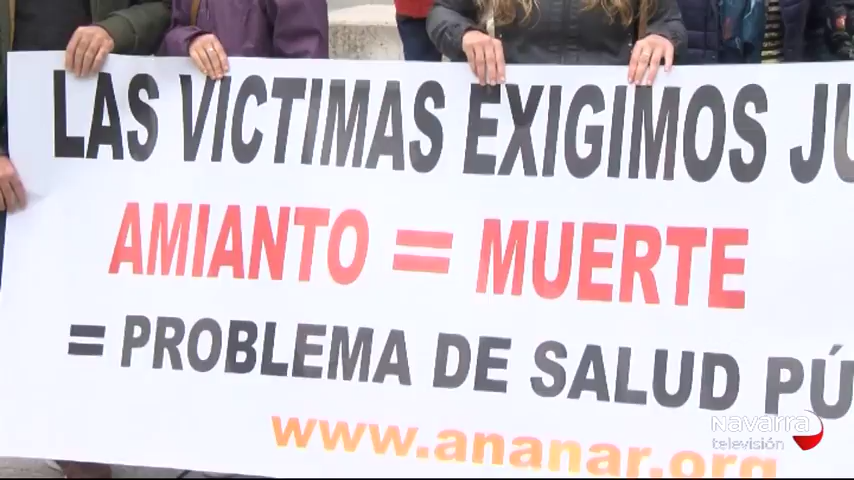 LAS VICTIMAS EXIGIMOS JU
AMIANTO = MUERTE
= PROBLEMA DE SALUD PÚ
www.ananar.org
Navarra
televisión